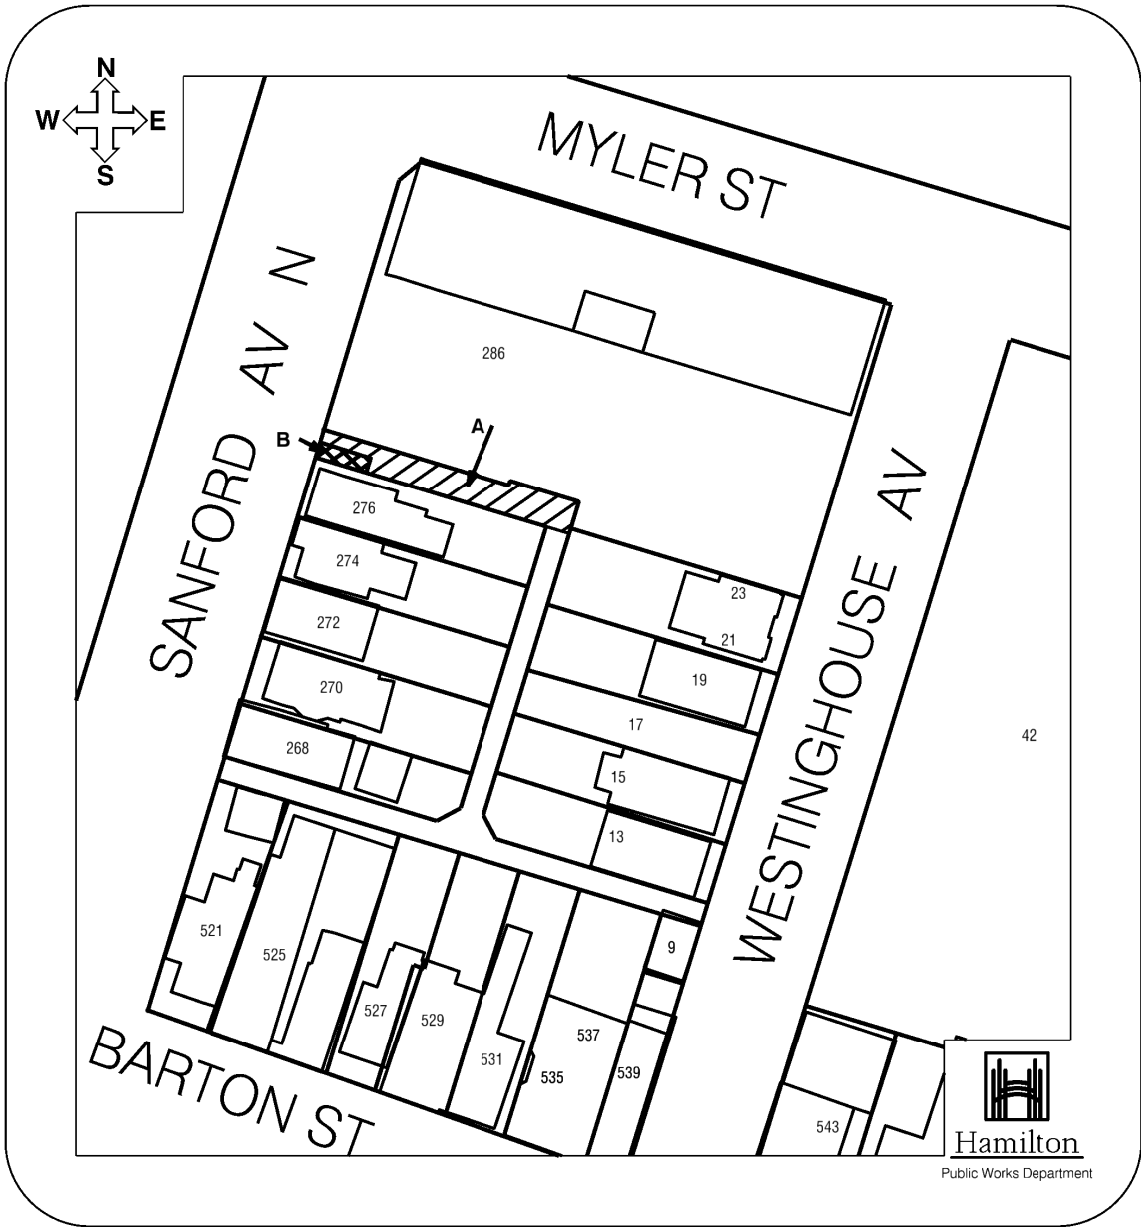 N
W E
S
MYLER ST
SANFORD AV N
286
A
B
276
274
23
272
21
19
270
17
42
268
15
13
WESTINGHOUSE AV
521
9
525
527
529
537
531
535
539
543
BARTON ST
Hamilton
Public Works Department